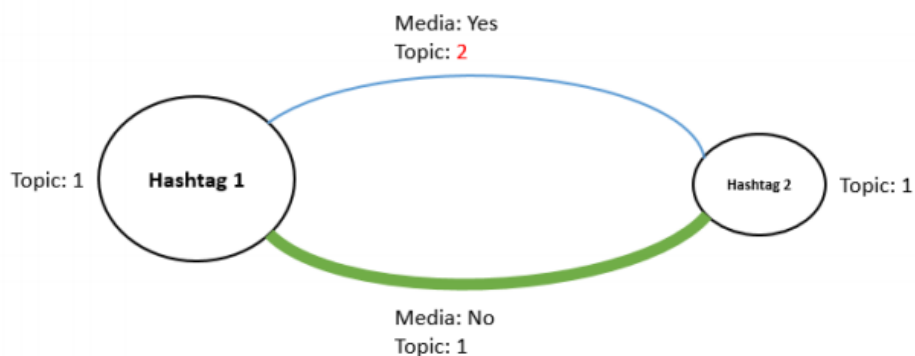 Media: Yes
Topic: 2
Topic: 1
Hashtag 1
Hashtag 2
Topic: 1
Media: No
Topic: 1